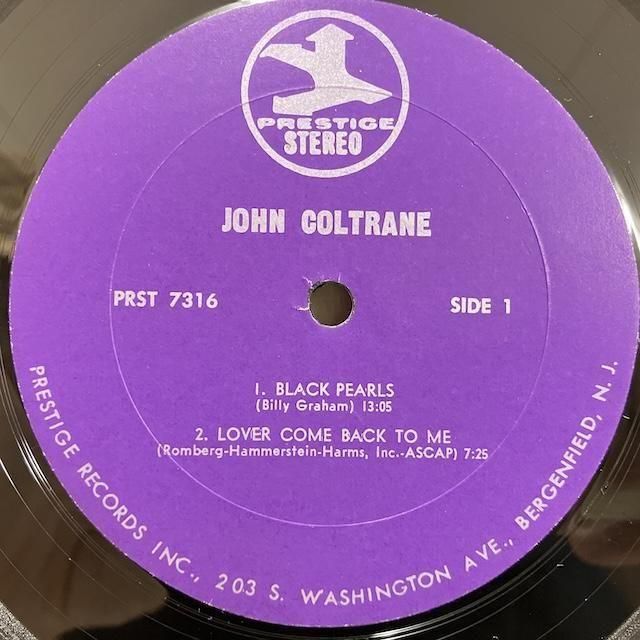 PRESTIGE
STEREO
JOHN COLTRANE
PRST 7316
SIDE 1
1. BLACK PEARLS
(Billy Graham) 13:05
2. LOVER COME BACK TO ME
(Romberg-Hammerstein-Harms, Inc.-ASCAP) 7:25
PRESTIGE RECORDS INC., 203 S. WASHINGTON AVE., BERGENFIELD, N. J.